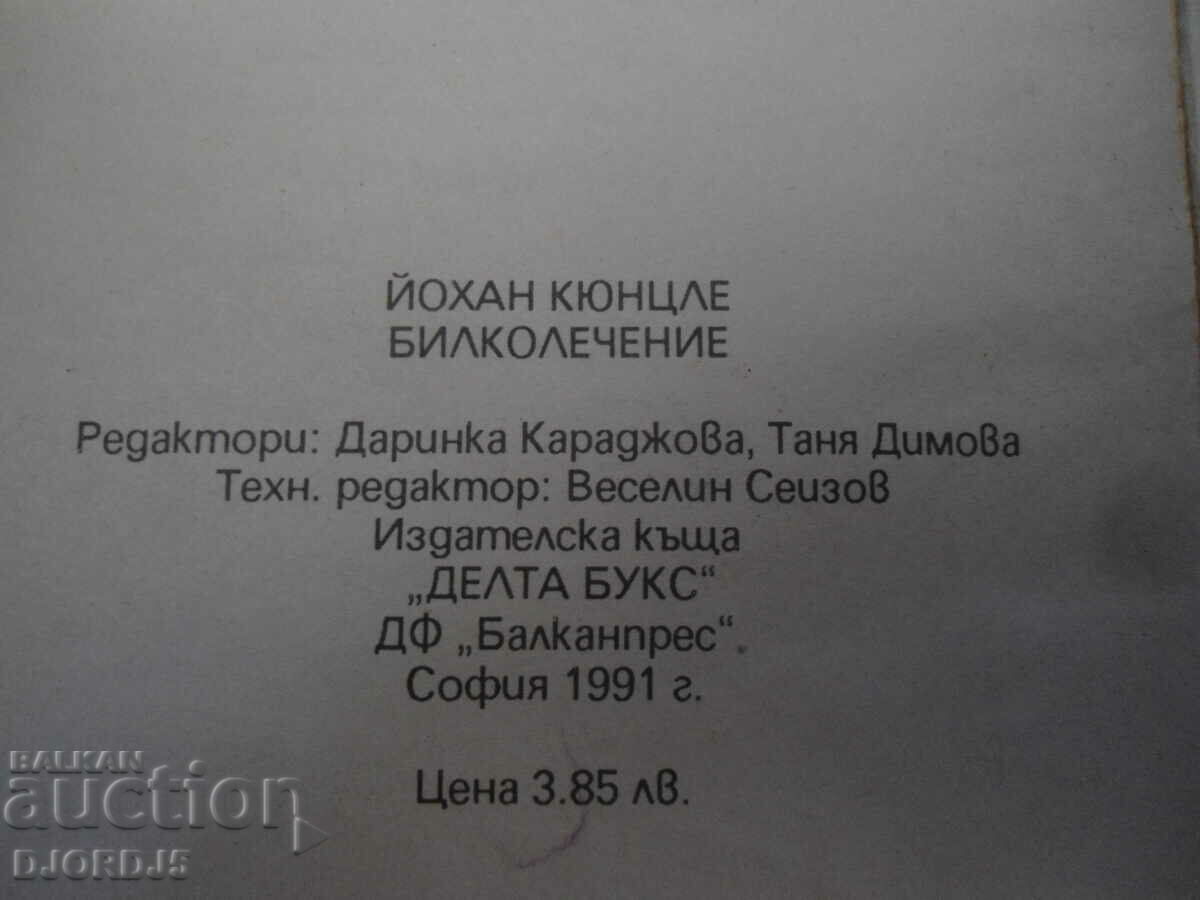 ЙОХАН КЮНЦЛЕ
БИЛКОЛЕЧЕНИЕ
Редактори: Даринка Караджова, Таня Димова
Техн. редактор: Веселин Сеизов
Издателска къща
„ДЕЛТА БУКС“
ДФ „Балканпрес“.
София 1991 г.
Цена 3.85 лв.
BALKAN
auction
DJORDJ5